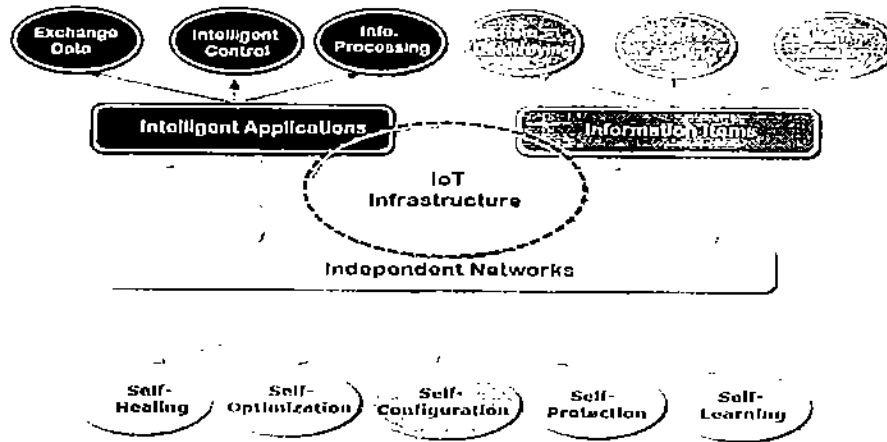 Exchange
Data
Intelligent
Control
Info.
Processing
Intelligent Applications
Information Items
IoT
Infrastructure
Independent Networks
Self-
Healing
Self-
Optimization
Self-
Configuration
Self-
Protection
Self-
Learning